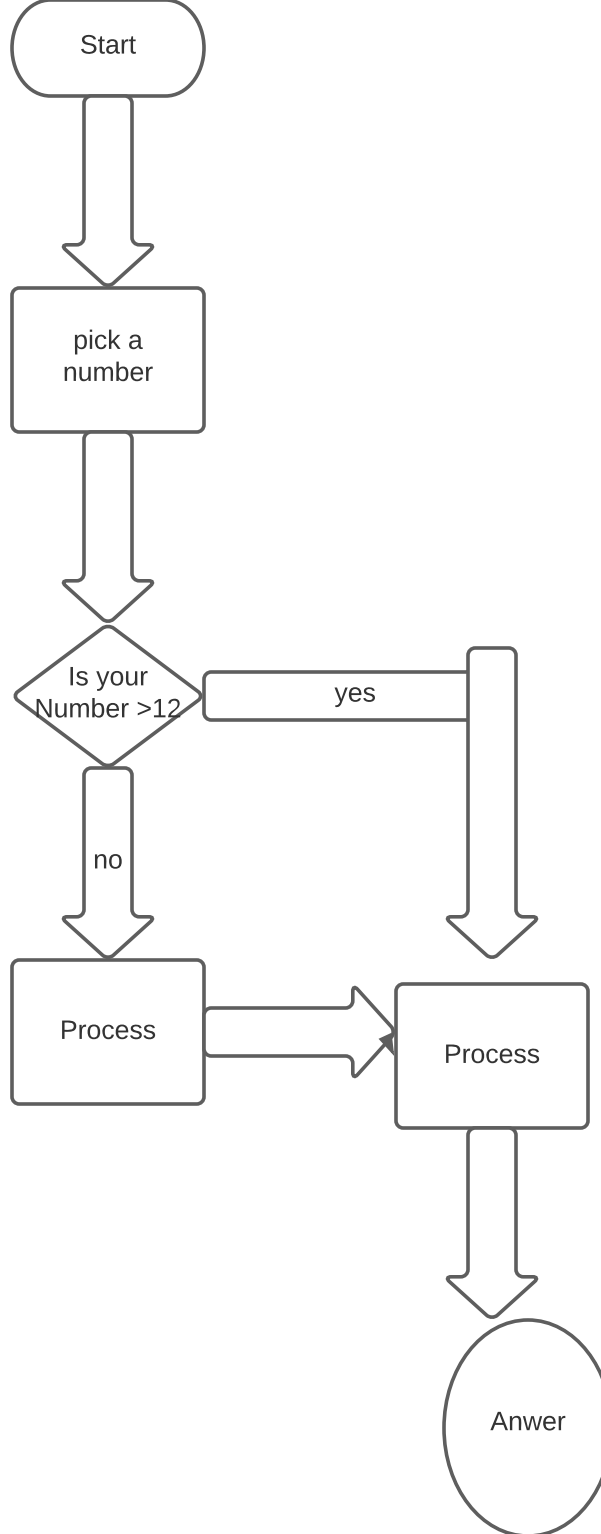 Start
pick a
number
Is your
Number >12
yes
no
Process
Process
Anwer